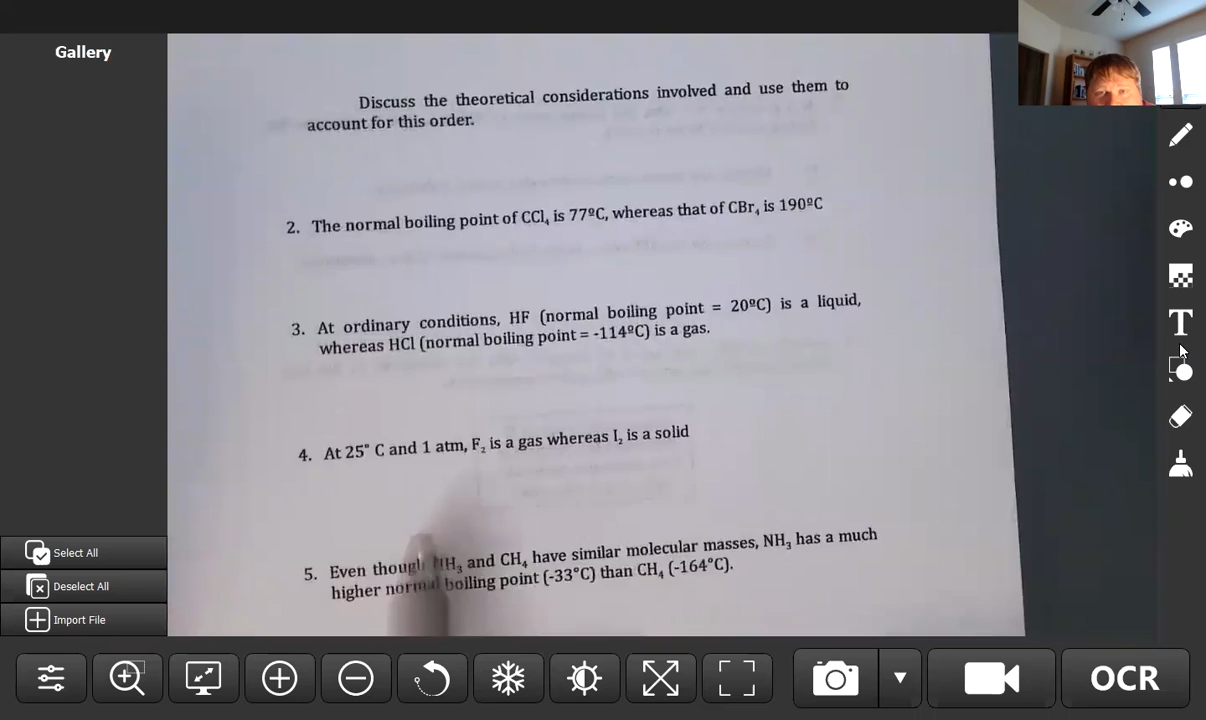 Gallery
Discuss the theoretical considerations involved and use them to
account for this order.
2. The normal boiling point of CCl₄ is 77ºC, whereas that of CBr₄ is 190ºC
3. At ordinary conditions, HF (normal boiling point = 20ºC) is a liquid,
whereas HCl (normal boiling point = -114ºC) is a gas.
4. At 25° C and 1 atm, F₂ is a gas whereas I₂ is a solid
5. Even though NH₃ and CH₄ have similar molecular masses, NH₃ has a much
higher normal boiling point (-33°C) than CH₄ (-164°C).
Select All
Deselect All
Import File
T
OCR